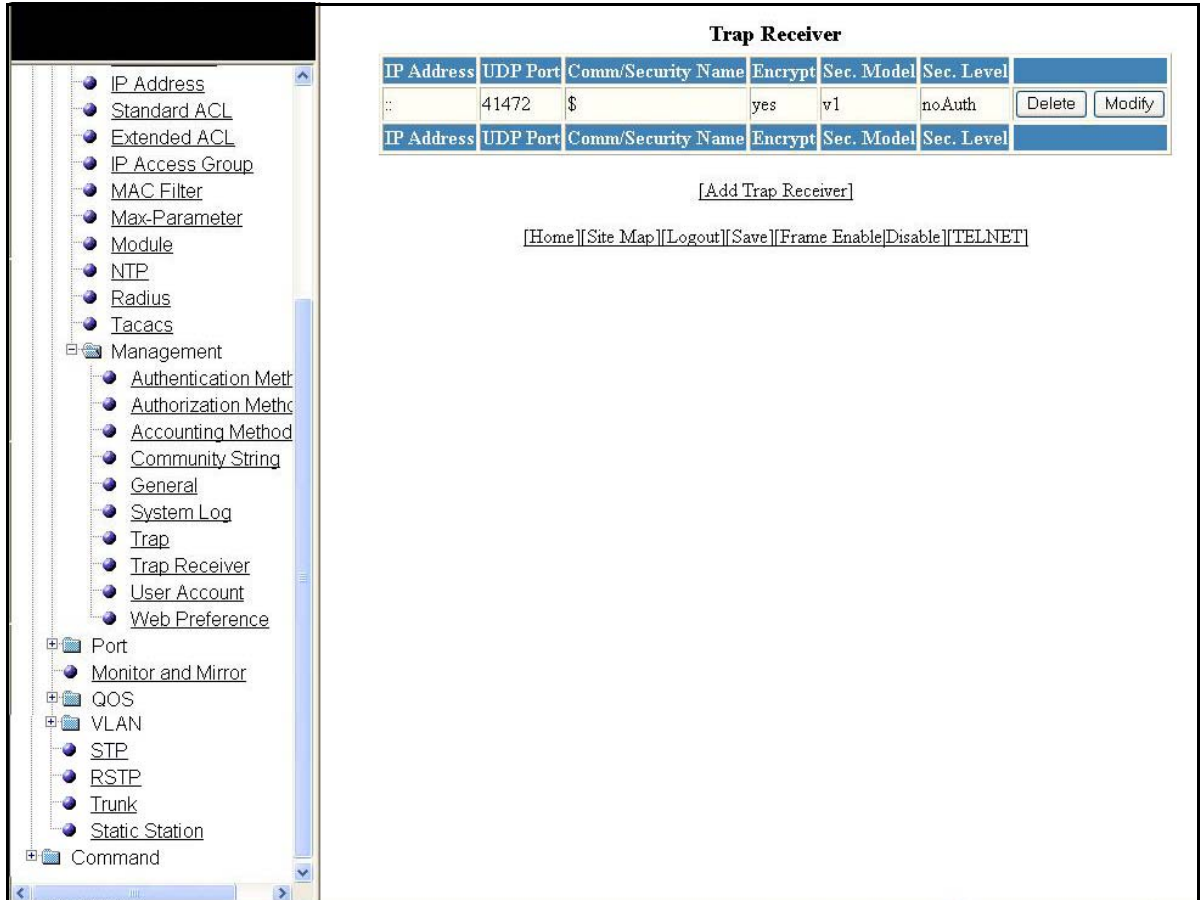 IP Address
Standard ACL
Extended ACL
IP Access Group
MAC Filter
Max-Parameter
Module
NTP
Radius
Tacacs
Management
Authentication Meth
Authorization Metho
Accounting Method
Community String
General
System Log
Trap
Trap Receiver
User Account
Web Preference
Port
Monitor and Mirror
QOS
VLAN
STP
RSTP
Trunk
Static Station
Command
Trap Receiver
IP Address UDP Port Comm/Security Name Encrypt Sec. Model Sec. Level
:: 41472 $ yes v1 noAuth Delete Modify
IP Address UDP Port Comm/Security Name Encrypt Sec. Model Sec. Level
[Add Trap Receiver]
[Home][Site Map][Logout][Save][Frame Enable|Disable][TELNET]